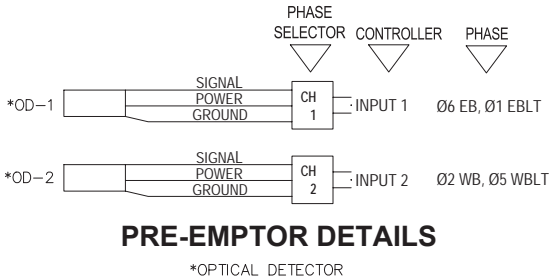 PHASE
SELECTOR CONTROLLER PHASE
SIGNAL
*OD-1 POWER CH 1 INPUT 1 Ø6 EB, Ø1 EBLT
GROUND
SIGNAL
*OD-2 POWER CH 2 INPUT 2 Ø2 WB, Ø5 WBLT
GROUND
PRE-EMPTOR DETAILS
*OPTICAL DETECTOR